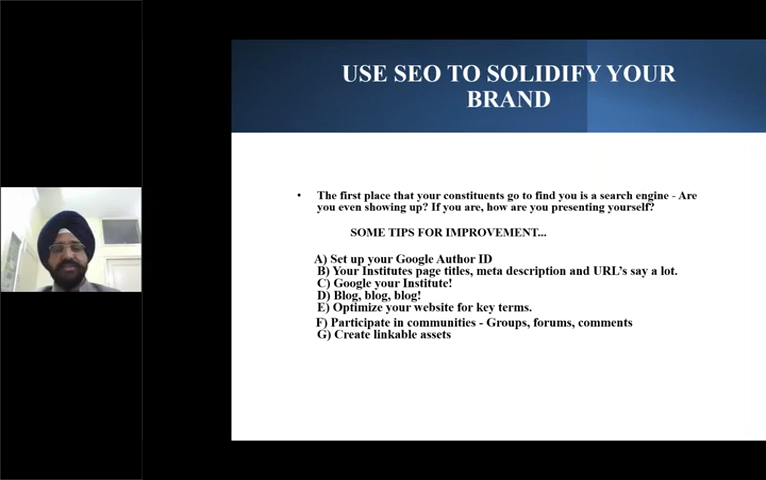 USE SEO TO SOLIDIFY YOUR
BRAND
• The first place that your constituents go to find you is a search engine - Are
you even showing up? If you are, how are you presenting yourself?
SOME TIPS FOR IMPROVEMENT...
A) Set up your Google Author ID
B) Your Institutes page titles, meta description and URL's say a lot.
C) Google your Institute!
D) Blog, blog, blog!
E) Optimize your website for key terms.
F) Participate in communities - Groups, forums, comments
G) Create linkable assets